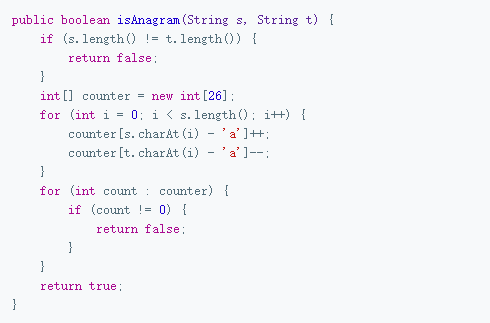 public boolean isAnagram(String s, String t) {
    if (s.length() != t.length()) {
        return false;
    }
    int[] counter = new int[26];
    for (int i = 0; i < s.length(); i++) {
        counter[s.charAt(i) - 'a']++;
        counter[t.charAt(i) - 'a']--;
    }
    for (int count : counter) {
        if (count != 0) {
            return false;
        }
    }
    return true;
}